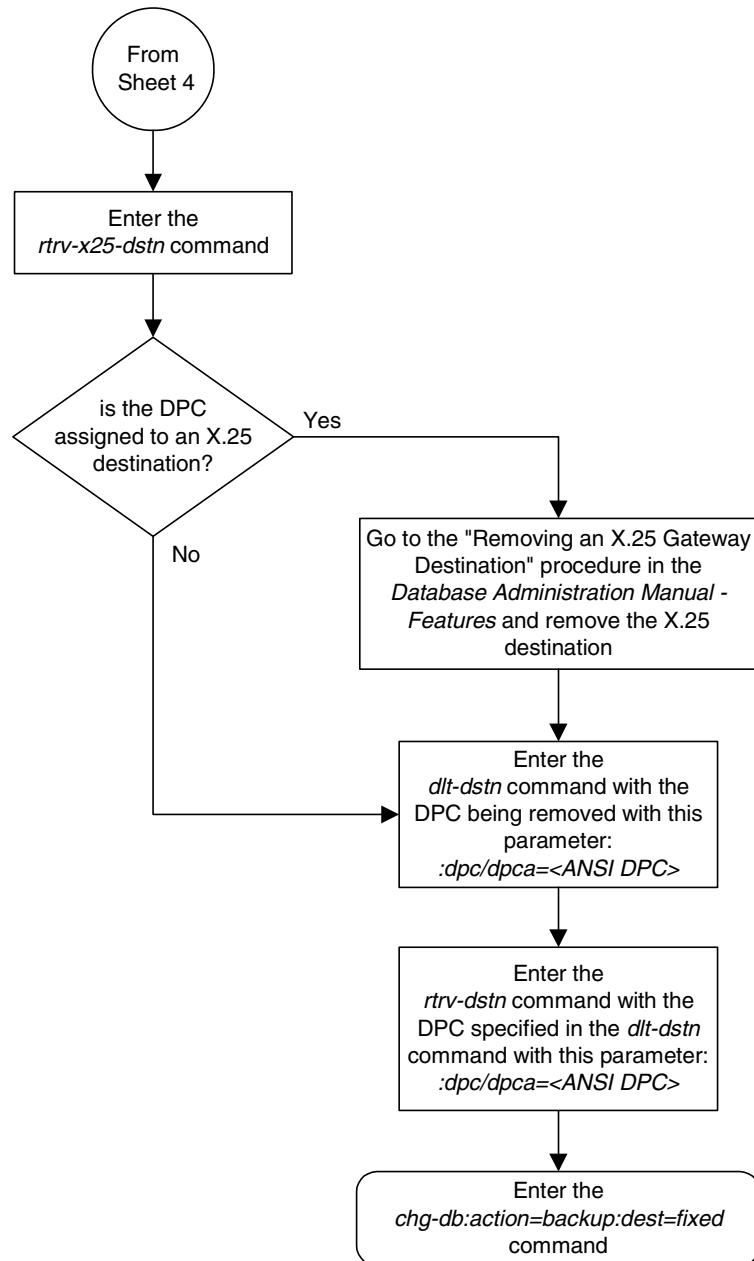 From
Sheet 4
Enter the
rtrv-x25-dstn command
is the DPC
assigned to an X.25
destination?
Yes
No
Go to the "Removing an X.25 Gateway
Destination" procedure in the
Database Administration Manual -
Features and remove the X.25
destination
Enter the
dlt-dstn command with the
DPC being removed with this
parameter:
:dpc/dpca=<ANSI DPC>
Enter the
rtrv-dstn command with the
DPC specified in the dlt-dstn
command with this parameter:
:dpc/dpca=<ANSI DPC>
Enter the
chg-db:action=backup:dest=fixed
command